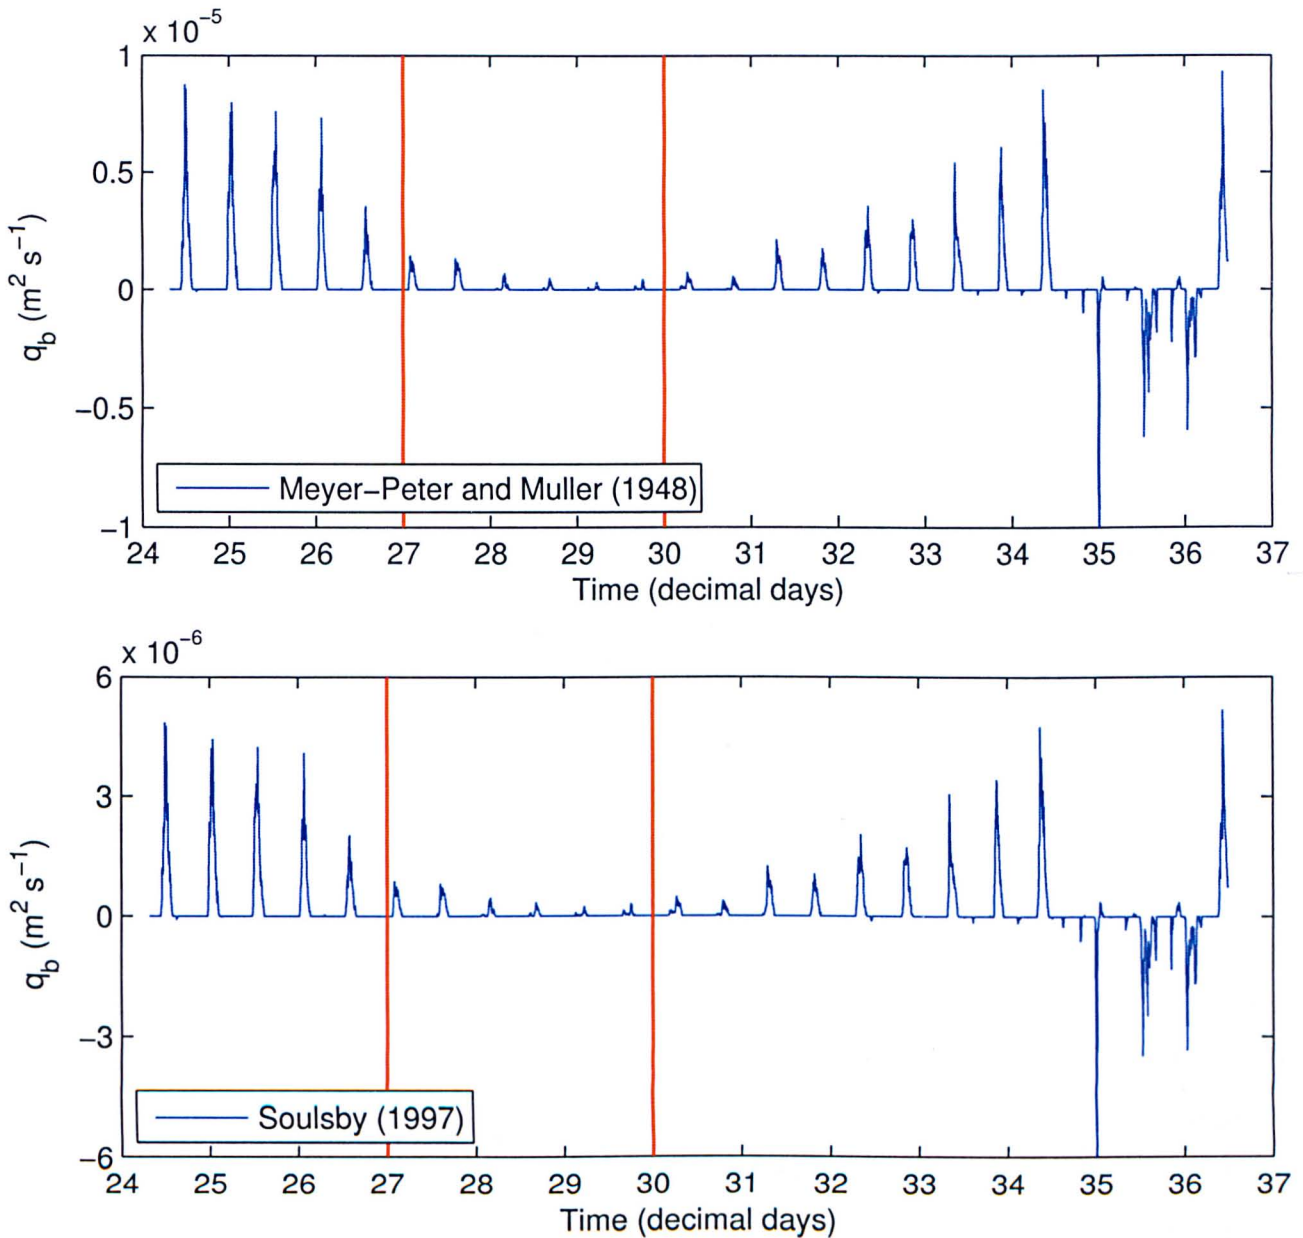 x 10⁻⁵
1
0.5
0
−0.5
−1
q_b (m² s⁻¹)
Meyer−Peter and Muller (1948)
24 25 26 27 28 29 30 31 32 33 34 35 36 37
Time (decimal days)
x 10⁻⁶
6
3
0
−3
−6
q_b (m² s⁻¹)
Soulsby (1997)
24 25 26 27 28 29 30 31 32 33 34 35 36 37
Time (decimal days)